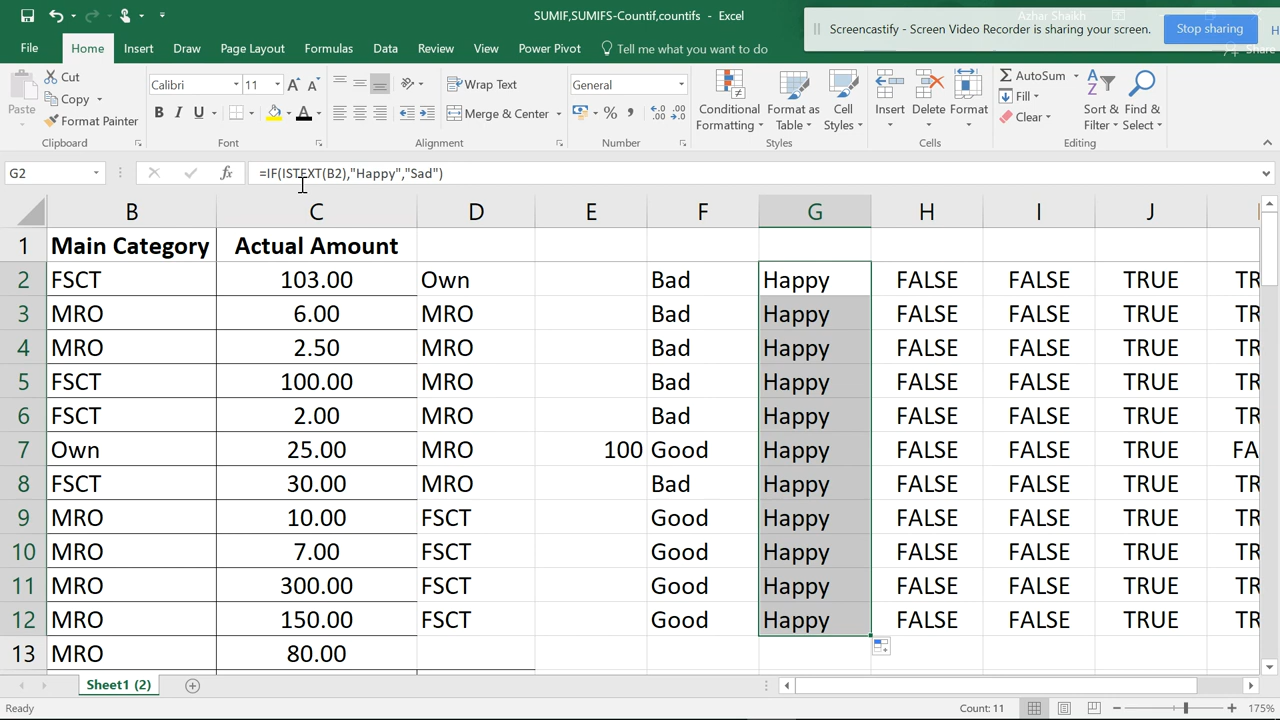 SUMIF,SUMIFS-Countif,countifs - Excel
Azhar Shaikh
Screencastify - Screen Video Recorder is sharing your screen.
Stop sharing
H
File Home Insert Draw Page Layout Formulas Data Review View Power Pivot Tell me what you want to do
Share
Paste
Cut
Copy
Format Painter
Clipboard
Calibri 11
B I U
Font
Wrap Text
Merge & Center
Alignment
General
Number
Conditional Formatting
Format as Table
Cell Styles
Styles
Insert
Delete
Format
Cells
AutoSum
Fill
Clear
Sort & Filter
Find & Select
Editing
G2 fx =IF(ISTEXT(B2),"Happy","Sad")
B C D E F G H I J
1 Main Category Actual Amount
2 FSCT 103.00 Own Bad Happy FALSE FALSE TRUE TR
3 MRO 6.00 MRO Bad Happy FALSE FALSE TRUE TR
4 MRO 2.50 MRO Bad Happy FALSE FALSE TRUE TR
5 FSCT 100.00 MRO Bad Happy FALSE FALSE TRUE TR
6 FSCT 2.00 MRO Bad Happy FALSE FALSE TRUE TR
7 Own 25.00 MRO 100 Good Happy FALSE FALSE TRUE FA
8 FSCT 30.00 MRO Bad Happy FALSE FALSE TRUE TR
9 MRO 10.00 FSCT Good Happy FALSE FALSE TRUE TR
10 MRO 7.00 FSCT Good Happy FALSE FALSE TRUE TR
11 MRO 300.00 FSCT Good Happy FALSE FALSE TRUE TR
12 MRO 150.00 FSCT Good Happy FALSE FALSE TRUE TR
13 MRO 80.00
Sheet1 (2)
Ready Count: 11 175%